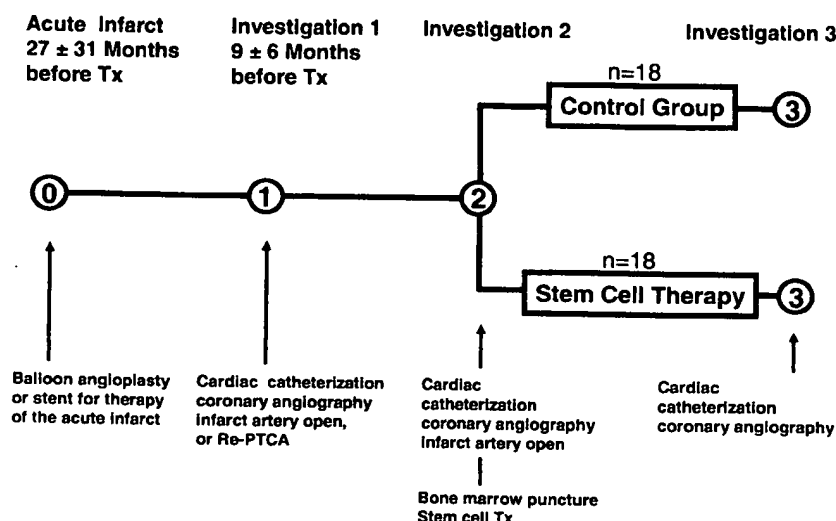 Acute Infarct
27 ± 31 Months
before Tx
Investigation 1
9 ± 6 Months
before Tx
Investigation 2
Investigation 3
n=18
Control Group
3
0
1
2
n=18
Stem Cell Therapy
3
Balloon angioplasty
or stent for therapy
of the acute infarct
Cardiac catheterization
coronary angiography
infarct artery open,
or Re-PTCA
Cardiac
catheterization
coronary angiography
infarct artery open
Cardiac
catheterization
coronary angiography
Bone marrow puncture
Stem cell Tx